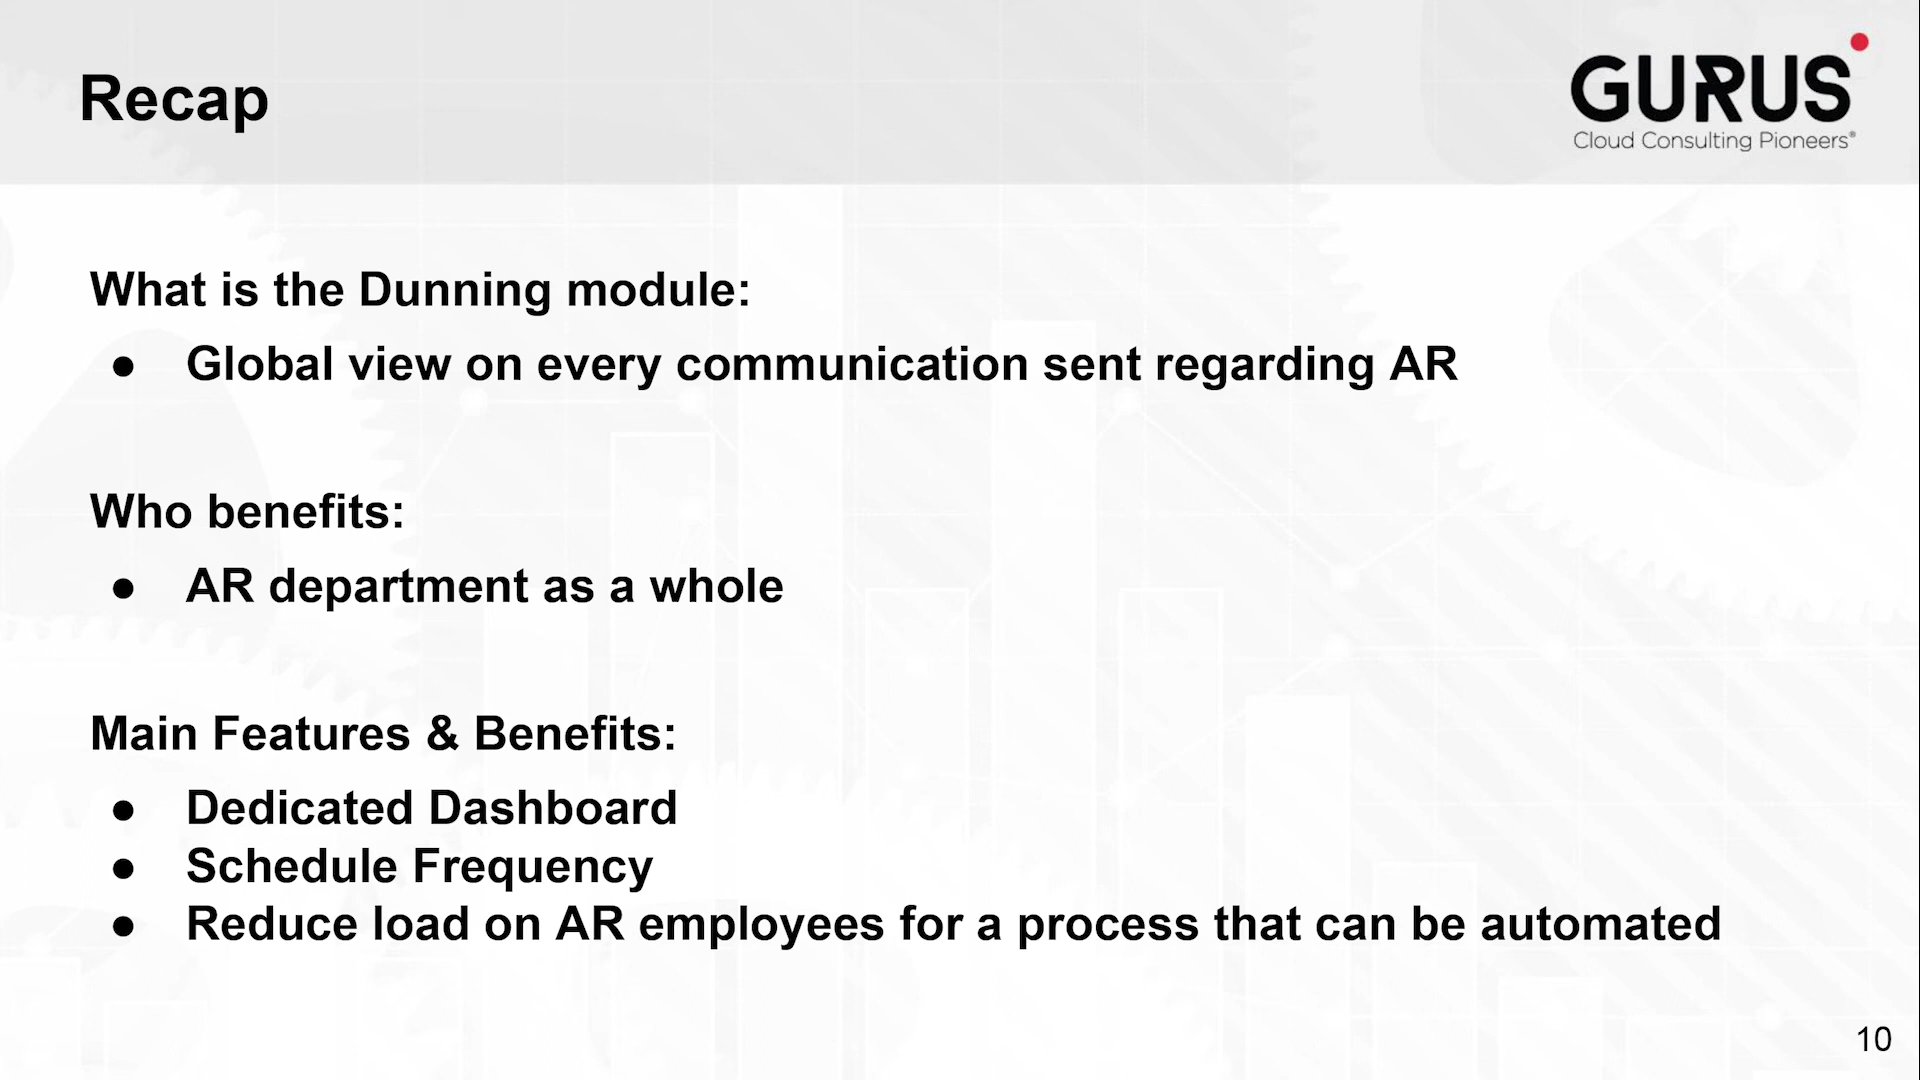 Recap
GURUS
Cloud Consulting Pioneers®
What is the Dunning module:
● Global view on every communication sent regarding AR
Who benefits:
● AR department as a whole
Main Features & Benefits:
● Dedicated Dashboard
● Schedule Frequency
● Reduce load on AR employees for a process that can be automated
10